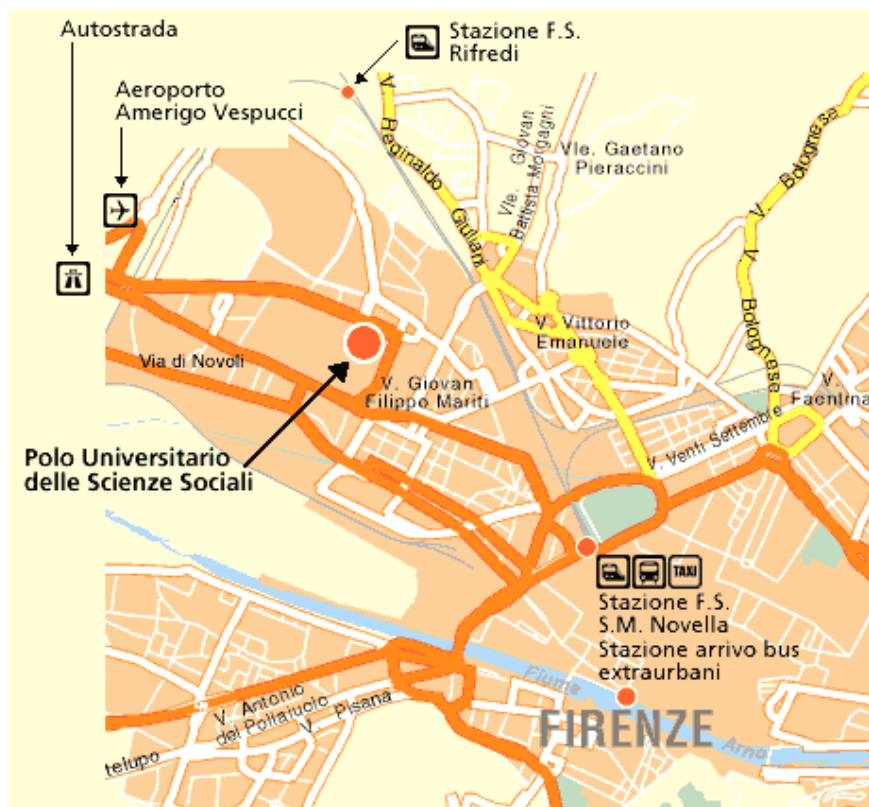 Autostrada
Stazione F.S.
Rifredi
Aeroporto
Amerigo Vespucci
V. Reginaldo Giuliani
Vle. Giovan
Battista Morgagni
Vle. Gaetano
Pieraccini
V. Bolognese
V. Bolognese
V. Vittorio
Emanuele
Via di Novoli
V. Giovan
Filippo Mariti
V.
Faentina
V. Venti Settembre
Polo Universitario
delle Scienze Sociali
TAXI
Stazione F.S.
S.M. Novella
Stazione arrivo bus
extraurbani
Fiume
V. Antonio
del Pollaiuolo
V. Pisana
FIRENZE
Arno
telupo